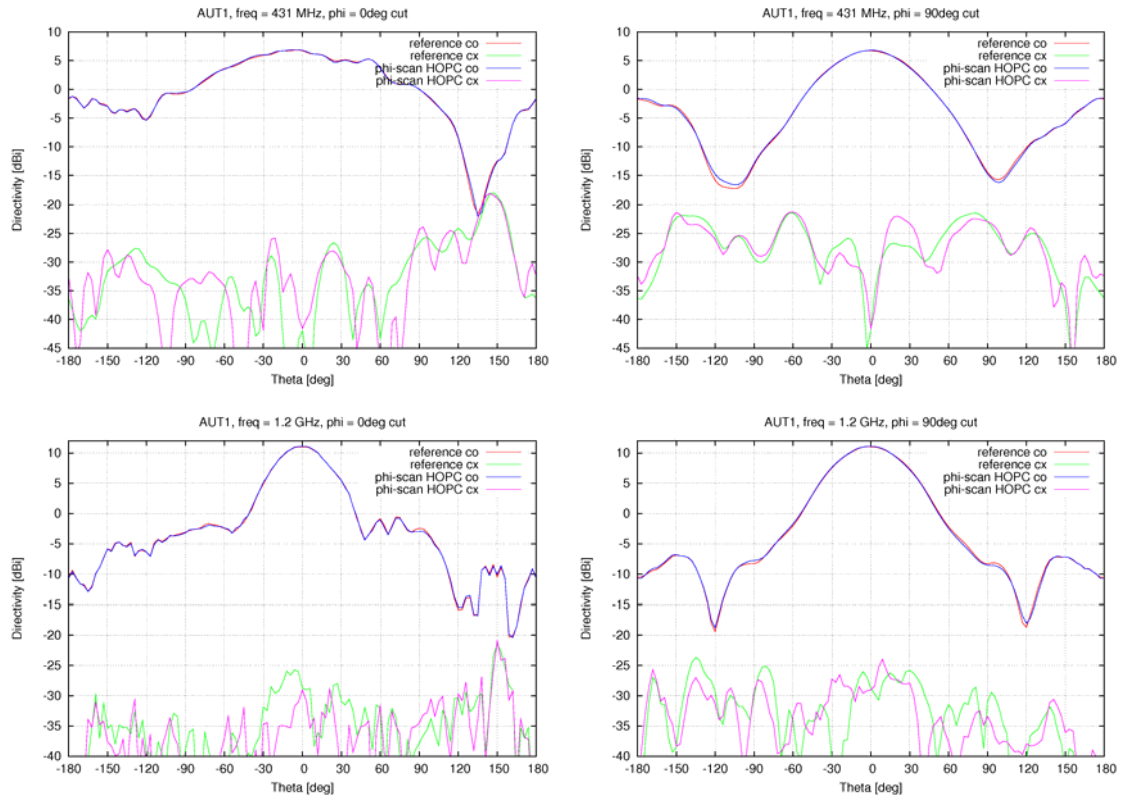 AUT1, freq = 431 MHz, phi = 0deg cut
reference co
reference cx
phi-scan HOPC co
phi-scan HOPC cx
Directivity [dBi]
10
5
0
-5
-10
-15
-20
-25
-30
-35
-40
-45
-180 -150 -120 -90 -60 -30 0 30 60 90 120 150 180
Theta [deg]
AUT1, freq = 431 MHz, phi = 90deg cut
reference co
reference cx
phi-scan HOPC co
phi-scan HOPC cx
Directivity [dBi]
10
5
0
-5
-10
-15
-20
-25
-30
-35
-40
-45
-180 -150 -120 -90 -60 -30 0 30 60 90 120 150 180
Theta [deg]
AUT1, freq = 1.2 GHz, phi = 0deg cut
reference co
reference cx
phi-scan HOPC co
phi-scan HOPC cx
Directivity [dBi]
10
5
0
-5
-10
-15
-20
-25
-30
-35
-40
-180 -150 -120 -90 -60 -30 0 30 60 90 120 150 180
Theta [deg]
AUT1, freq = 1.2 GHz, phi = 90deg cut
reference co
reference cx
phi-scan HOPC co
phi-scan HOPC cx
Directivity [dBi]
10
5
0
-5
-10
-15
-20
-25
-30
-35
-40
-180 -150 -120 -90 -60 -30 0 30 60 90 120 150 180
Theta [deg]